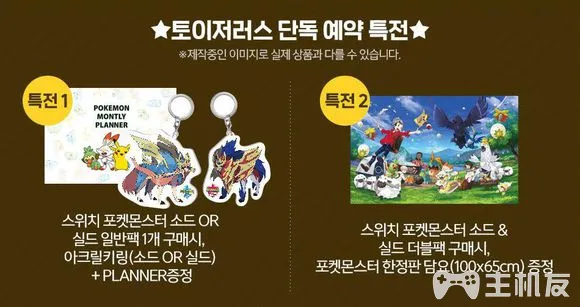 ★토이저러스 단독 예약 특전★
※제작중인 이미지로 실제 상품과 다를 수 있습니다.
특전 1
POKEMON
MONTLY
PLANNER
스위치 포켓몬스터 소드 OR
실드 일반팩 1개 구매시,
아크릴키링(소드 OR 실드)
+ PLANNER증정
특전 2
스위치 포켓몬스터 소드 &
실드 더블팩 구매시,
포켓몬스터 한정판 담요(100x65cm) 증정
主机友